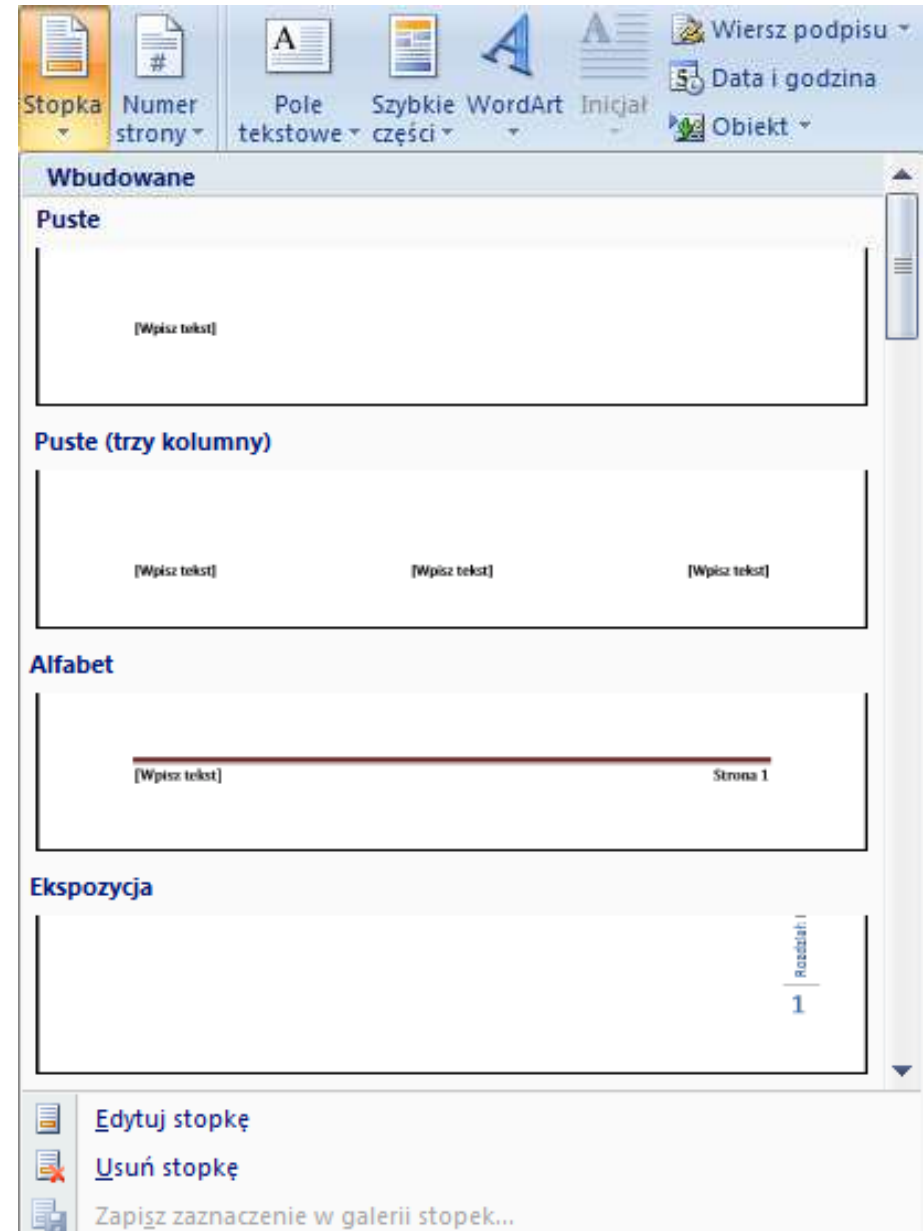 Stopka
Numer strony
#
A
Pole tekstowe
Szybkie części
A
WordArt
A
Inicjał
Wiersz podpisu
5
Data i godzina
Obiekt
Wbudowane
Puste
[Wpisz tekst]
Puste (trzy kolumny)
[Wpisz tekst] [Wpisz tekst] [Wpisz tekst]
Alfabet
[Wpisz tekst] Strona 1
Ekspozycja
Rozdział: I
1
Edytuj stopkę
Usuń stopkę
Zapisz zaznaczenie w galerii stopek...